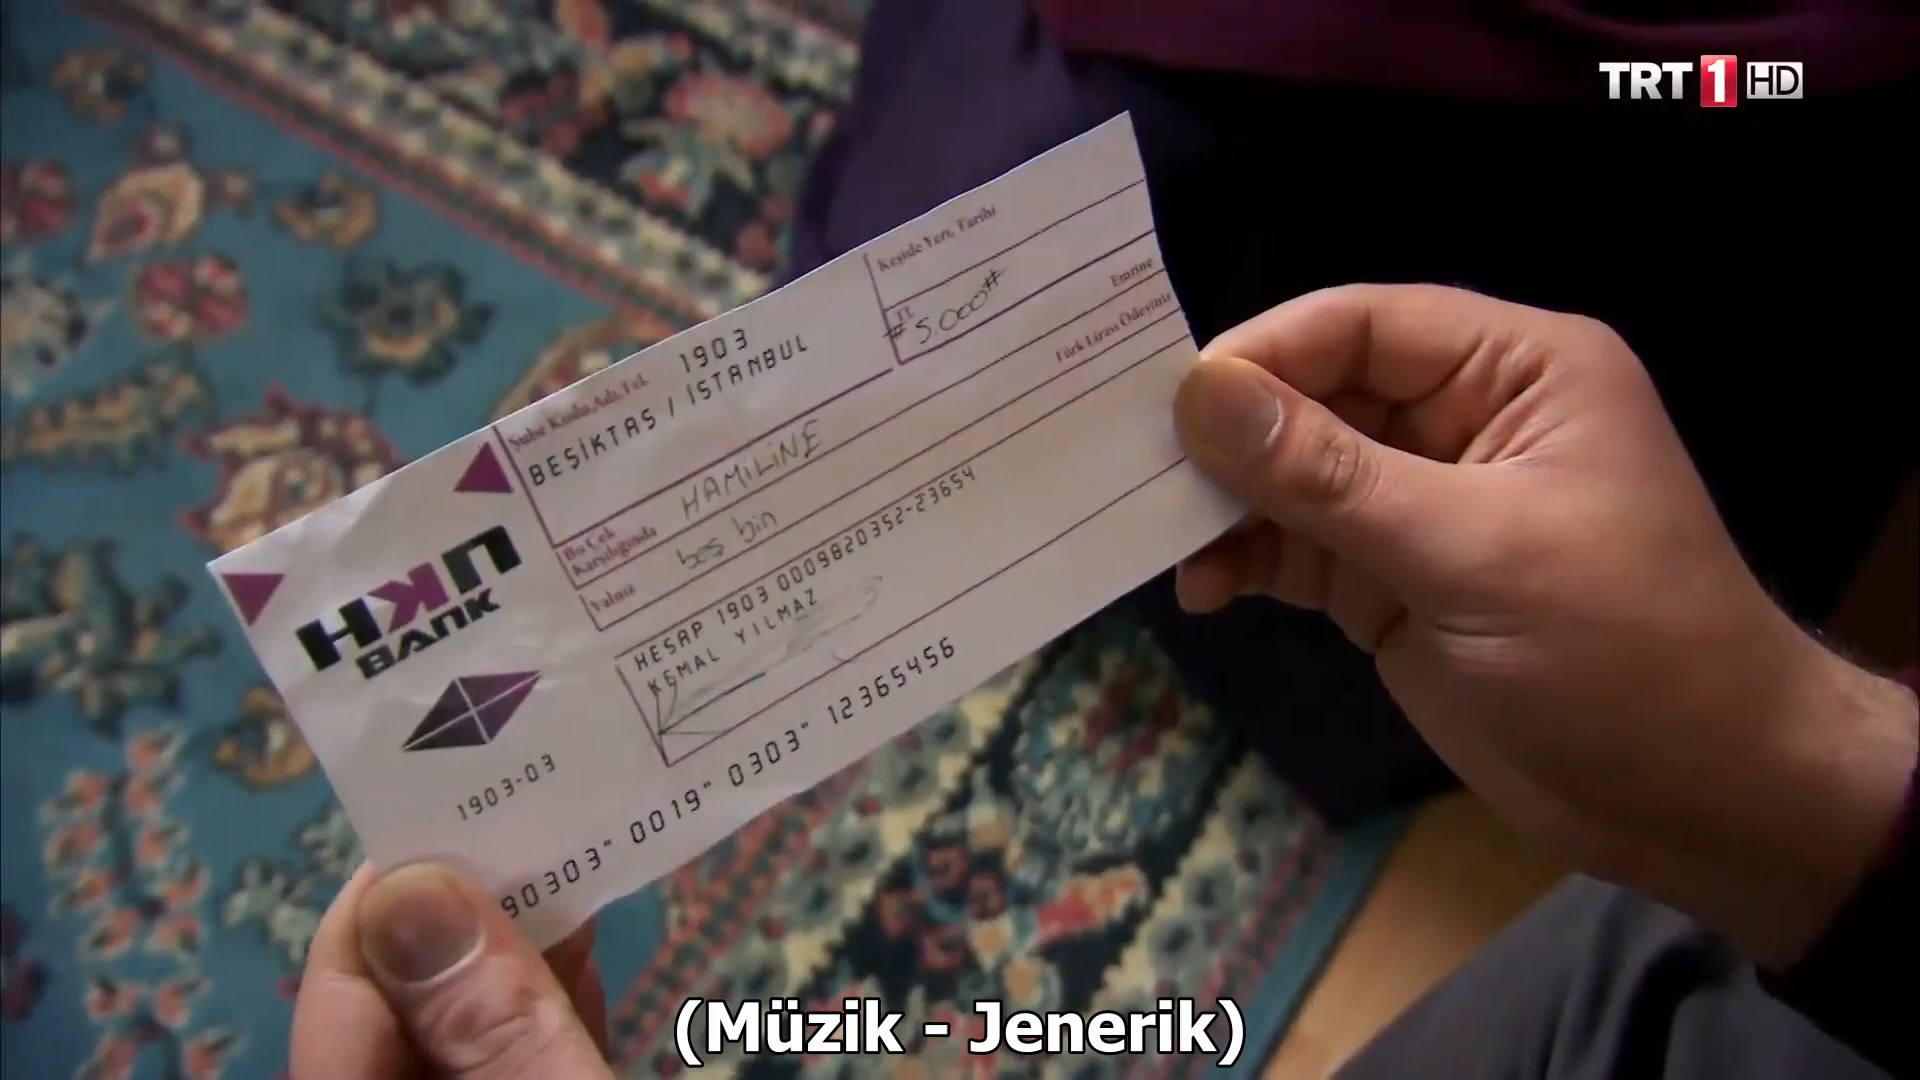 TRT 1 HD
Keşide Yeri, Tarihi
TL
#5.000#
Şube Kodu, Adı, Tel.
1903
BEŞİKTAŞ / İSTANBUL
Bu Çek
Karşılığında
HAMİLİNE
Emrine
Yalnız
beş bin
Türk Lirası Ödeyiniz
HESAP 1903 0009820352-23654
KEMAL YILMAZ
HKN
BANK
1903-03
90303" 0019" 0303" 12365456
(Müzik - Jenerik)